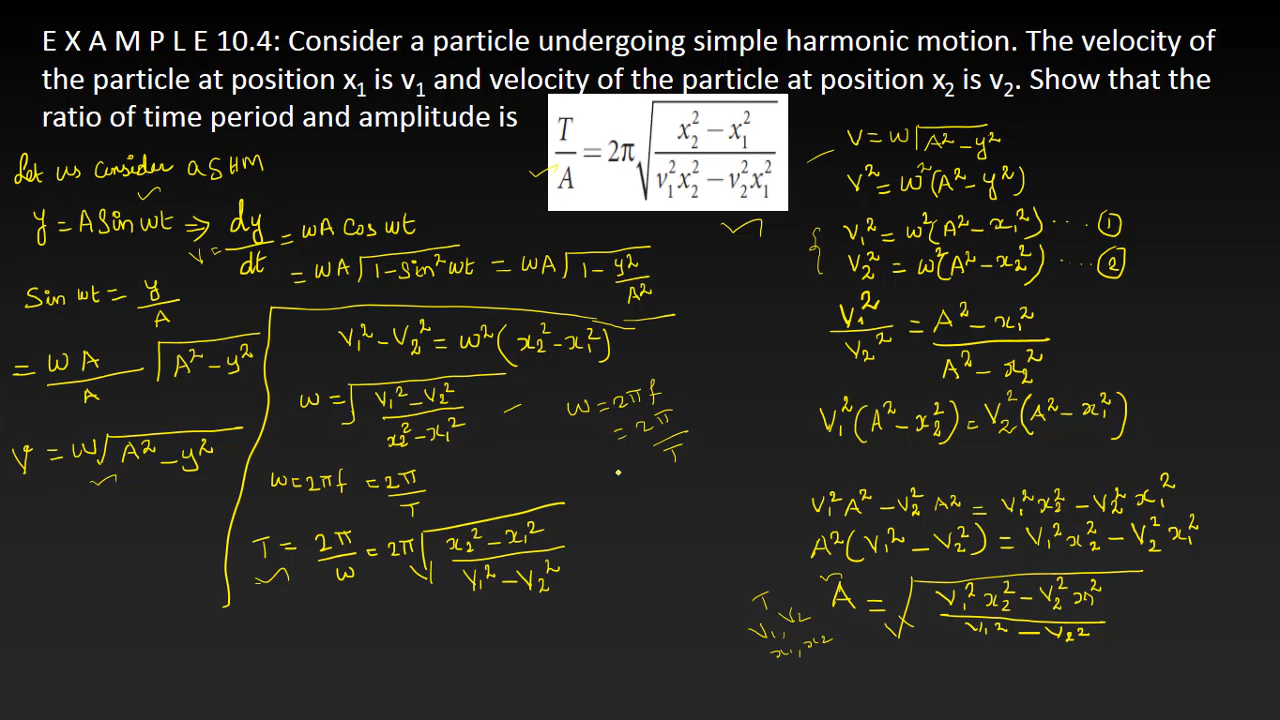 E X A M P L E 10.4: Consider a particle undergoing simple harmonic motion. The velocity of
the particle at position x₁ is v₁ and velocity of the particle at position x₂ is v₂. Show that the
ratio of time period and amplitude is
T/A = 2π√((x₂² − x₁²)/(v₁²x₂² − v₂²x₁²))
Let us consider a SHM
y = A Sin ωt ⇒ v = dy/dt = ωA Cos ωt
= ωA√(1 − Sin²ωt) = ωA√(1 − y²/A²)
Sin ωt = y/A
= ωA/A √(A² − y²)
V = ω√(A² − y²)
V₁² − V₂² = ω²(x₂² − x₁²)
ω = √((V₁² − V₂²)/(x₂² − x₁²))
ω = 2πf
= 2π/T
ω = 2πf = 2π/T
T = 2π/ω = 2π√((x₂² − x₁²)/(V₁² − V₂²))
V = ω√(A² − y²)
V² = ω²(A² − y²)
V₁² = ω²(A² − x₁²) .... ①
V₂² = ω²(A² − x₂²) .... ②
V₁²/V₂² = (A² − x₁²)/(A² − x₂²)
V₁²(A² − x₂²) = V₂²(A² − x₁²)
V₁²A² − V₂²A² = V₁²x₂² − V₂²x₁²
A²(V₁² − V₂²) = V₁²x₂² − V₂²x₁²
A = √((V₁²x₂² − V₂²x₁²)/(V₁² − V₂²))
T
V₁, V₂
x₁, x₂